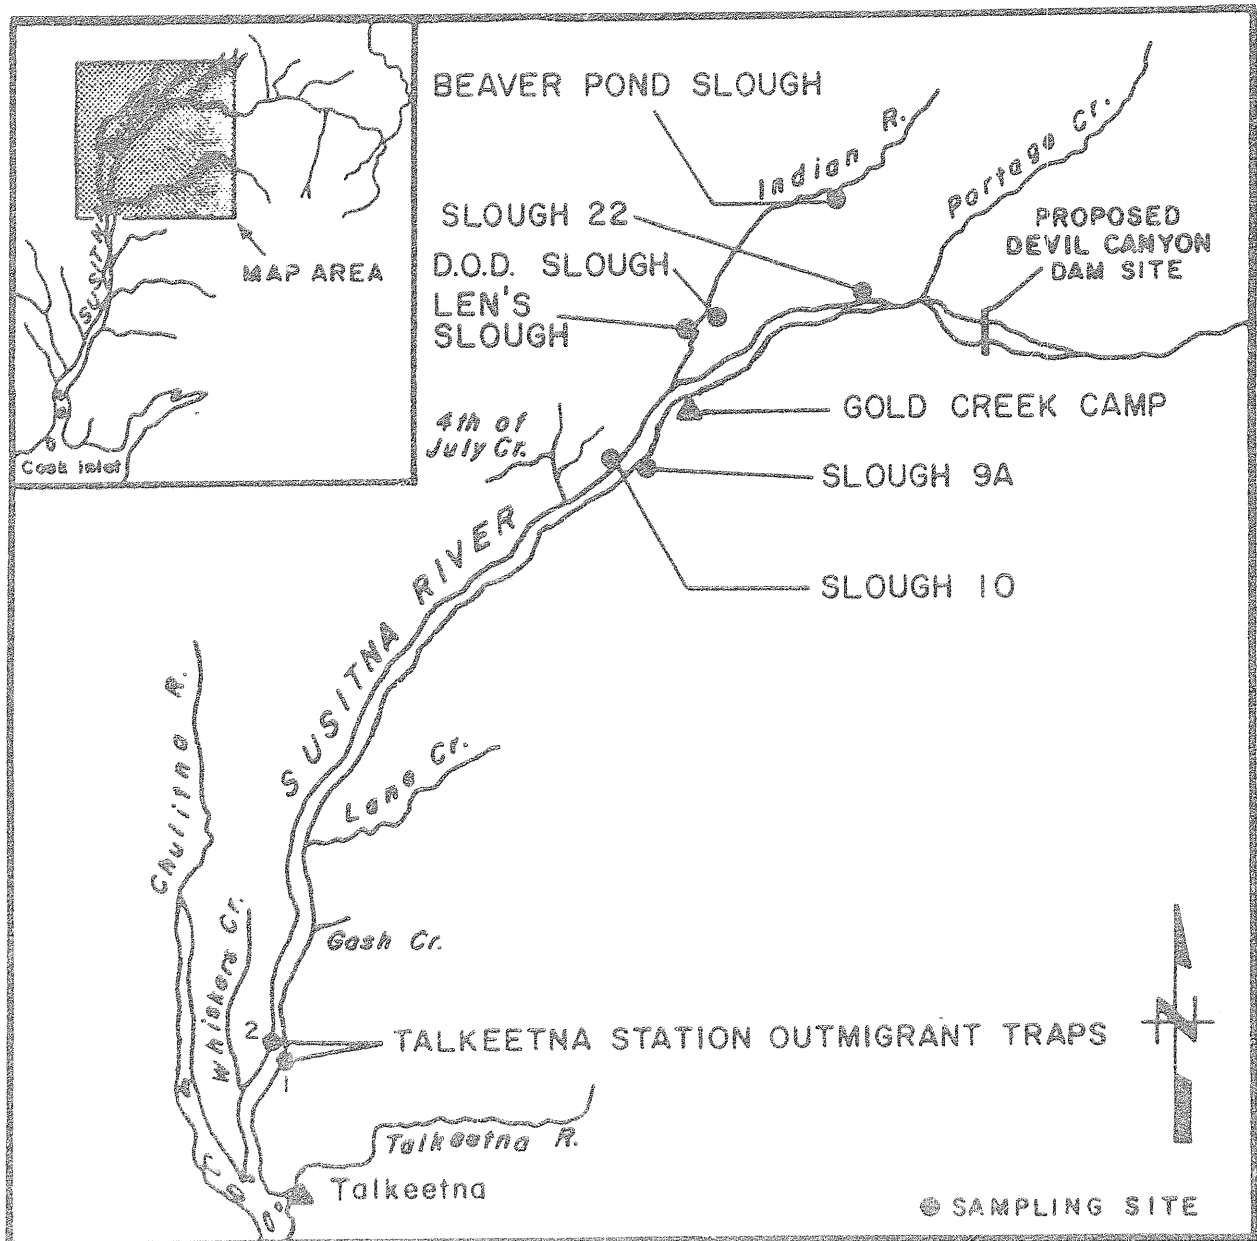 BEAVER POND SLOUGH
Indian R.
Portage Cr.
SLOUGH 22
PROPOSED
DEVIL CANYON
DAM SITE
D.O.D. SLOUGH
LEN'S
SLOUGH
SUSITNA
MAP AREA
Cook Inlet
GOLD CREEK CAMP
4th of
July Cr.
SLOUGH 9A
SLOUGH 10
SUSITNA RIVER
Chulitna R.
Lane Cr.
Whiskers Cr.
Gash Cr.
2
TALKEETNA STATION OUTMIGRANT TRAPS
1
N
Talkeetna R.
Talkeetna
SAMPLING SITE